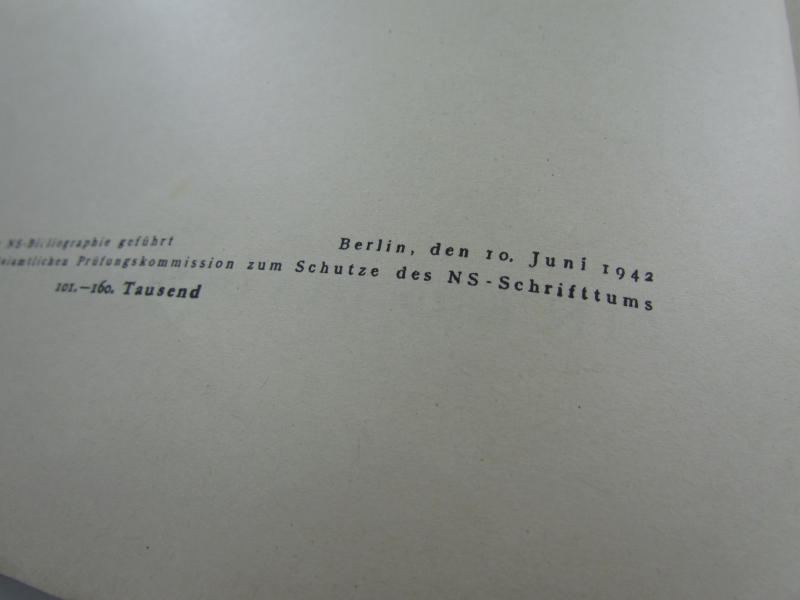 NS-Bibliographie geführt
Berlin, den 10. Juni 1942
Prüfungskommission zum Schutze des NS-Schrifttums
101.—160. Tausend